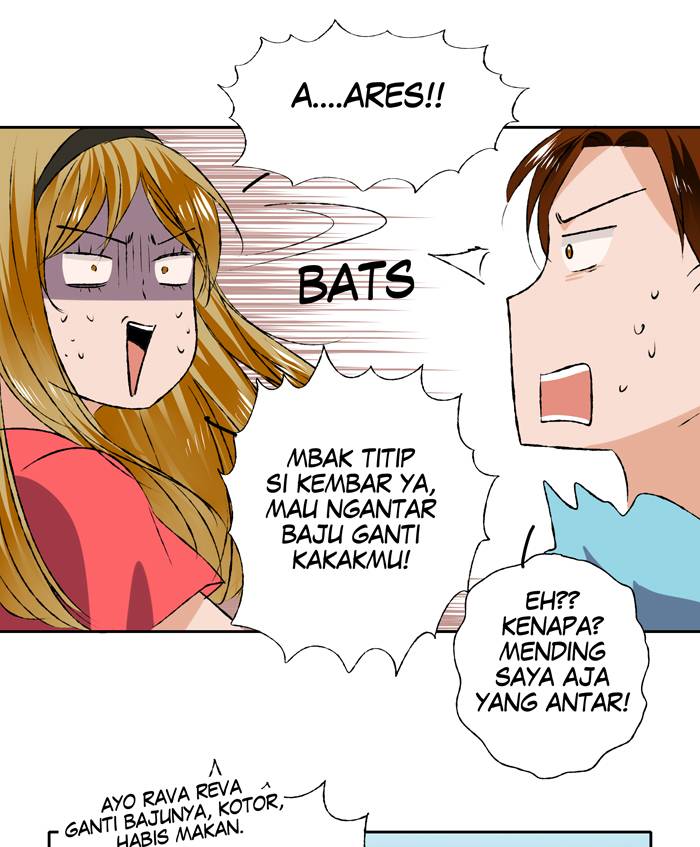 A....ARES!!
BATS
MBAK TITIP
SI KEMBAR YA,
MAU NGANTAR
BAJU GANTI
KAKAKMU!
EH??
KENAPA?
MENDING
SAYA AJA
YANG ANTAR!
AYO RAVA REVA
GANTI BAJUNYA, KOTOR,
HABIS MAKAN.